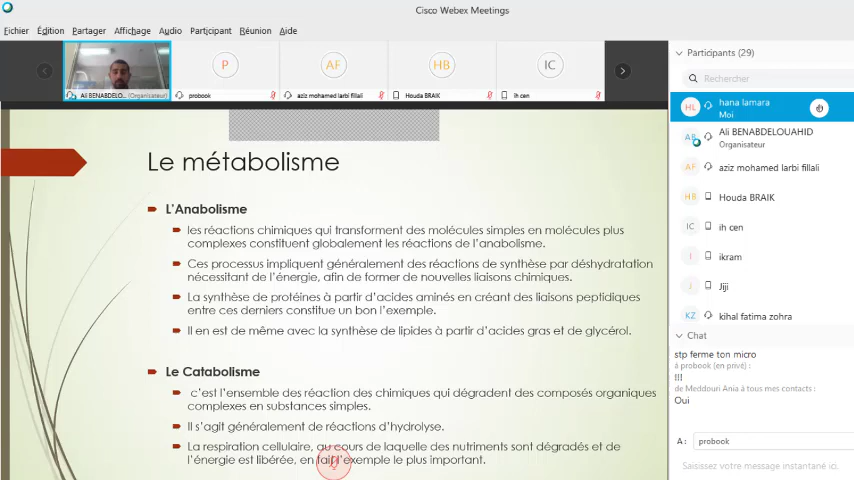 Cisco Webex Meetings
Fichier Édition Partager Affichage Audio Participant Réunion Aide
P
AF
HB
IC
Ali BENABDELO... (Organisateur)
probook
aziz mohamed larbi fillali
Houda BRAIK
ih cen
Le métabolisme
L'Anabolisme
les réactions chimiques qui transforment des molécules simples en molécules plus
complexes constituent globalement les réactions de l'anabolisme.
Ces processus impliquent généralement des réactions de synthèse par déshydratation
nécessitant de l'énergie, afin de former de nouvelles liaisons chimiques.
La synthèse de protéines à partir d'acides aminés en créant des liaisons peptidiques
entre ces derniers constitue un bon l'exemple.
Il en est de même avec la synthèse de lipides à partir d'acides gras et de glycérol.
Le Catabolisme
c'est l'ensemble des réaction des chimiques qui dégradent des composés organiques
complexes en substances simples.
Il s'agit généralement de réactions d'hydrolyse.
La respiration cellulaire, au cours de laquelle des nutriments sont dégradés et de
l'énergie est libérée, en fait l'exemple le plus important.
Participants (29)
Rechercher
HL hana lamara
Moi
AB Ali BENABDELOUAHID
Organisateur
AF aziz mohamed larbi fillali
HB Houda BRAIK
IC ih cen
I ikram
J Jiji
KZ kihal fatima zohra
Chat
stp ferme ton micro
à probook (en privé) :
!!!
de Meddouri Ania à tous mes contacts :
Oui
A: probook
Saisissez votre message instantané ici.